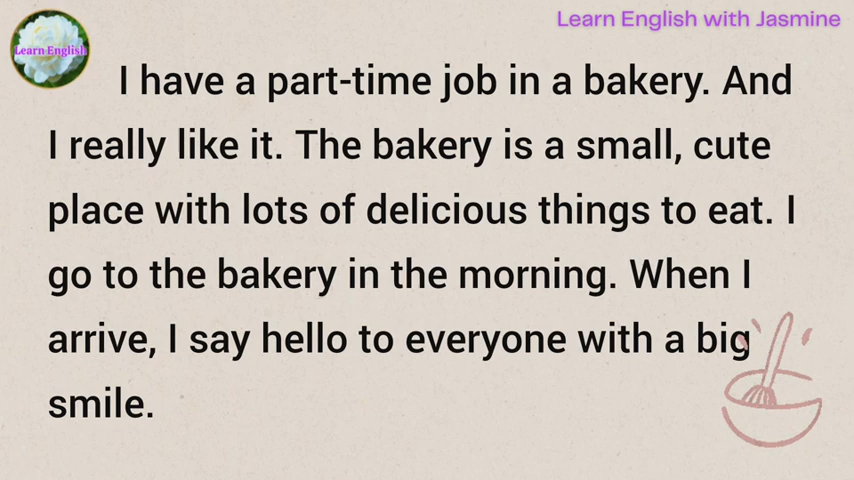 Learn English with Jasmine
Learn English
I have a part-time job in a bakery. And
I really like it. The bakery is a small, cute
place with lots of delicious things to eat. I
go to the bakery in the morning. When I
arrive, I say hello to everyone with a big
smile.